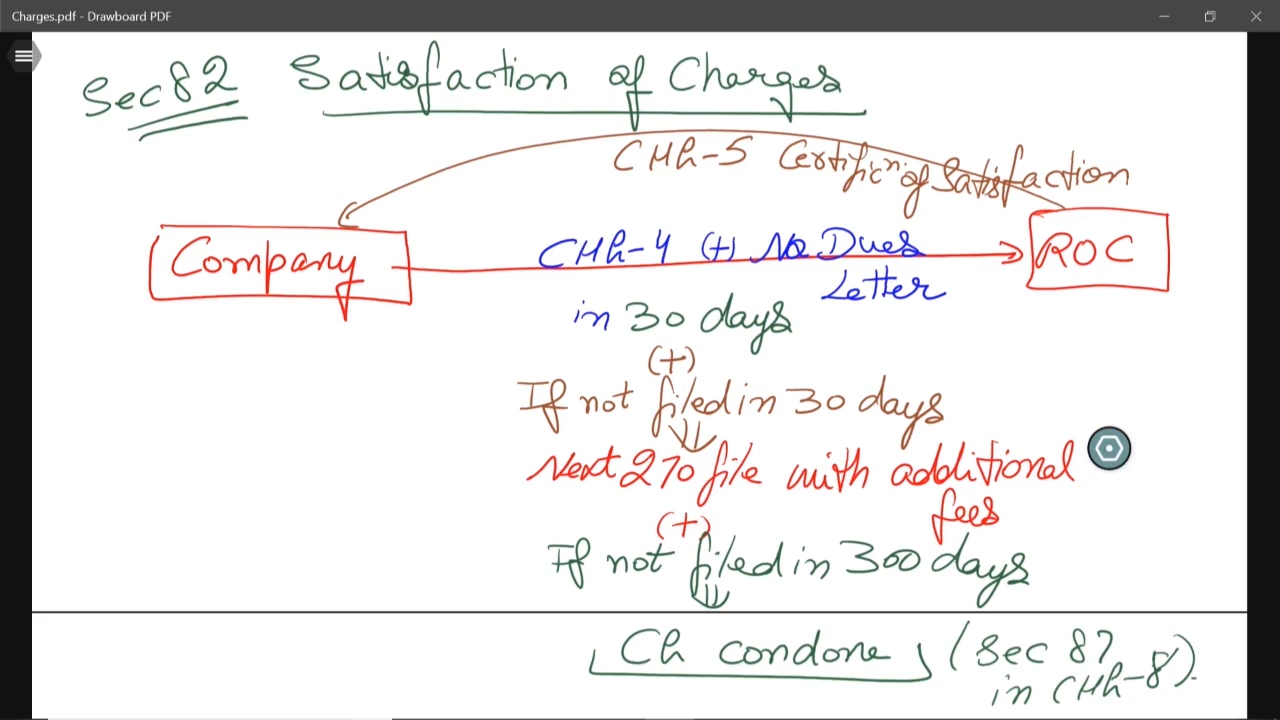 Charges.pdf - Drawboard PDF
Sec 82 Satisfaction of Charges
CHG-5 Certificn of Satisfaction
Company
CHG-4 (+) No Dues
Letter
ROC
in 30 days
(+)
If not filed in 30 days
Next 270 file with additional
fees
(+)
If not filed in 300 days
CG condone (Sec 87
in CHG-8).